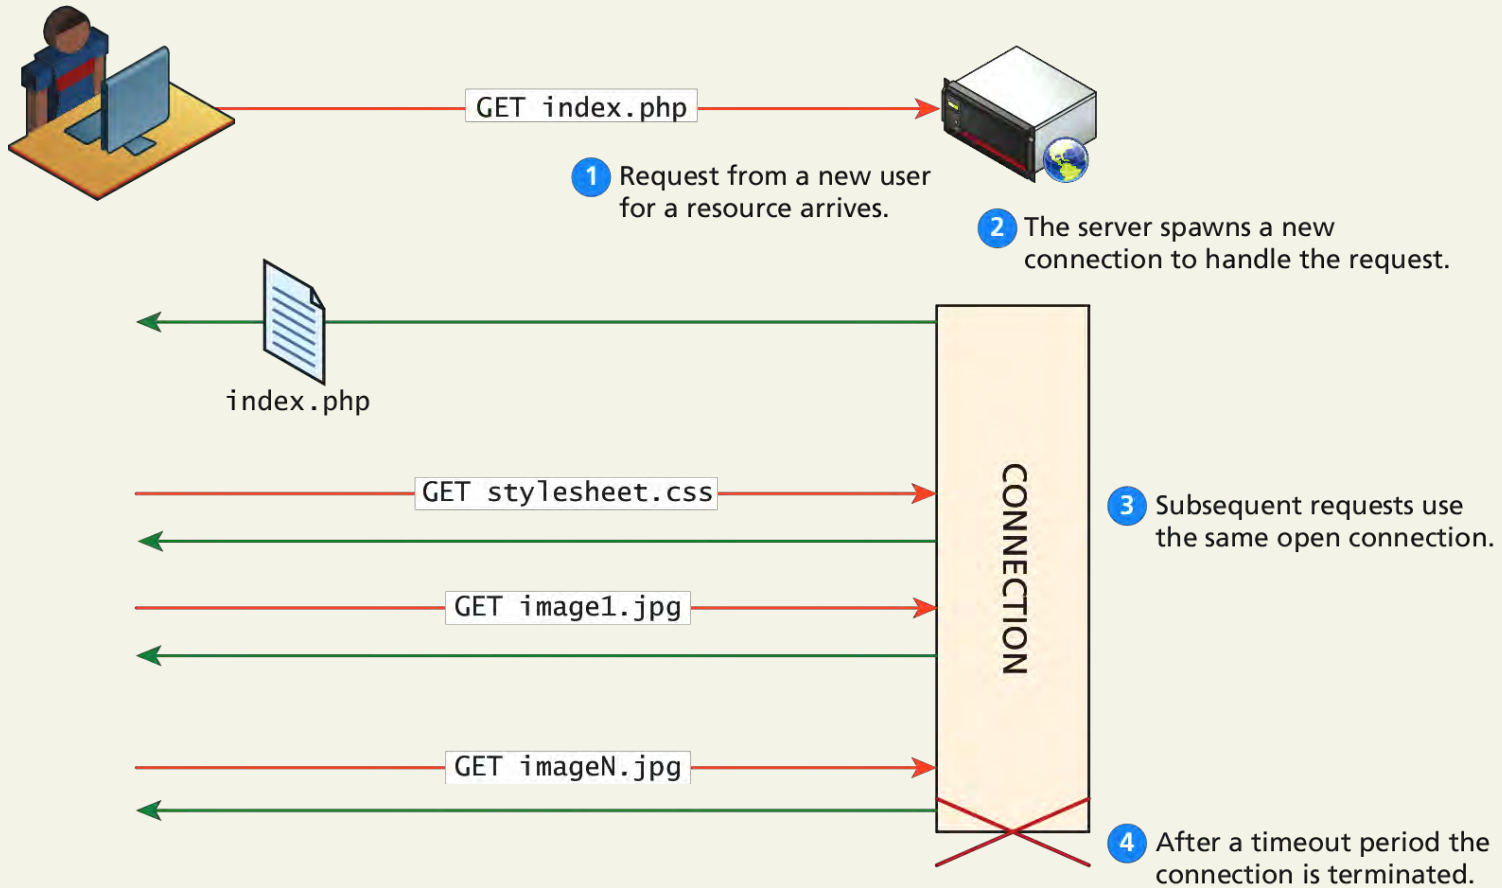 GET index.php
1 Request from a new user
for a resource arrives.
2 The server spawns a new
connection to handle the request.
index.php
CONNECTION
GET stylesheet.css
3 Subsequent requests use
the same open connection.
GET image1.jpg
GET imageN.jpg
4 After a timeout period the
connection is terminated.